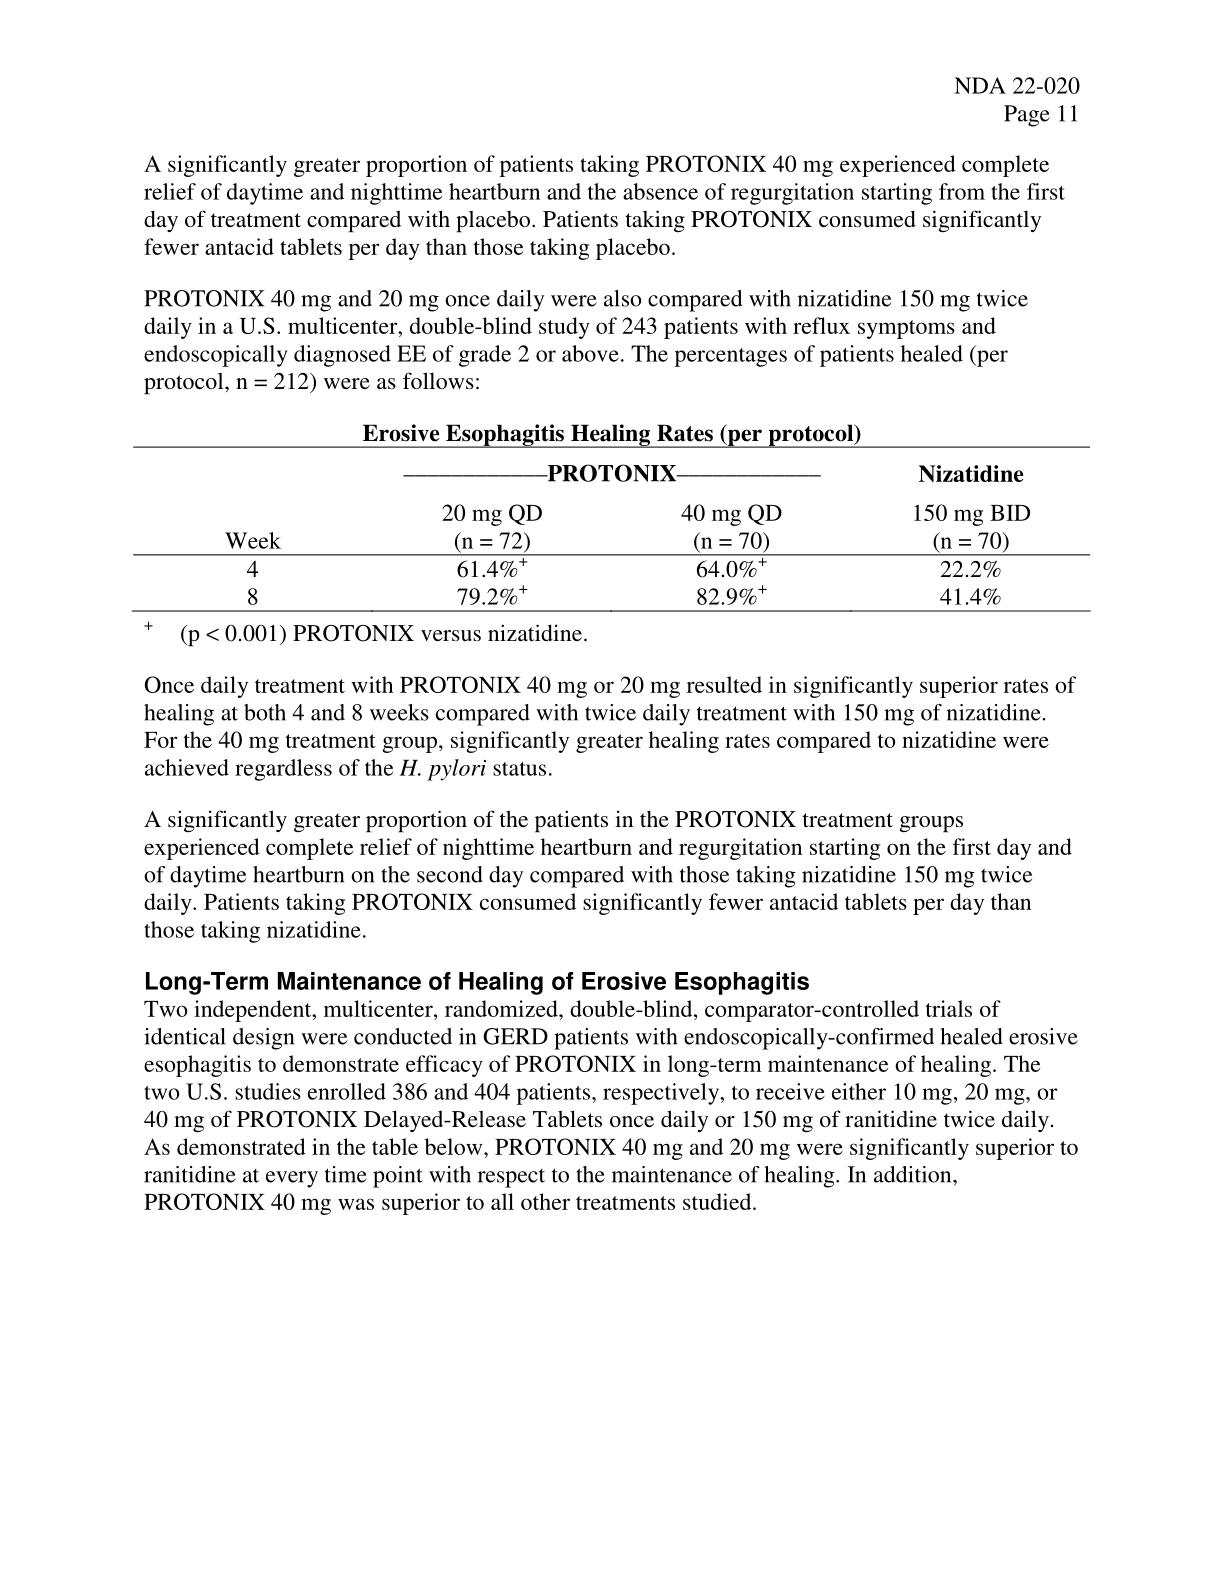 NDA 22-020
Page 11
A significantly greater proportion of patients taking PROTONIX 40 mg experienced complete
relief of daytime and nighttime heartburn and the absence of regurgitation starting from the first
day of treatment compared with placebo. Patients taking PROTONIX consumed significantly
fewer antacid tablets per day than those taking placebo.
PROTONIX 40 mg and 20 mg once daily were also compared with nizatidine 150 mg twice
daily in a U.S. multicenter, double-blind study of 243 patients with reflux symptoms and
endoscopically diagnosed EE of grade 2 or above. The percentages of patients healed (per
protocol, n = 212) were as follows:
Erosive Esophagitis Healing Rates (per protocol)
————————PROTONIX———————— Nizatidine
20 mg QD 40 mg QD 150 mg BID
Week (n = 72) (n = 70) (n = 70)
4 61.4%⁺ 64.0%⁺ 22.2%
8 79.2%⁺ 82.9%⁺ 41.4%
⁺ (p < 0.001) PROTONIX versus nizatidine.
Once daily treatment with PROTONIX 40 mg or 20 mg resulted in significantly superior rates of
healing at both 4 and 8 weeks compared with twice daily treatment with 150 mg of nizatidine.
For the 40 mg treatment group, significantly greater healing rates compared to nizatidine were
achieved regardless of the H. pylori status.
A significantly greater proportion of the patients in the PROTONIX treatment groups
experienced complete relief of nighttime heartburn and regurgitation starting on the first day and
of daytime heartburn on the second day compared with those taking nizatidine 150 mg twice
daily. Patients taking PROTONIX consumed significantly fewer antacid tablets per day than
those taking nizatidine.
Long-Term Maintenance of Healing of Erosive Esophagitis
Two independent, multicenter, randomized, double-blind, comparator-controlled trials of
identical design were conducted in GERD patients with endoscopically-confirmed healed erosive
esophagitis to demonstrate efficacy of PROTONIX in long-term maintenance of healing. The
two U.S. studies enrolled 386 and 404 patients, respectively, to receive either 10 mg, 20 mg, or
40 mg of PROTONIX Delayed-Release Tablets once daily or 150 mg of ranitidine twice daily.
As demonstrated in the table below, PROTONIX 40 mg and 20 mg were significantly superior to
ranitidine at every time point with respect to the maintenance of healing. In addition,
PROTONIX 40 mg was superior to all other treatments studied.